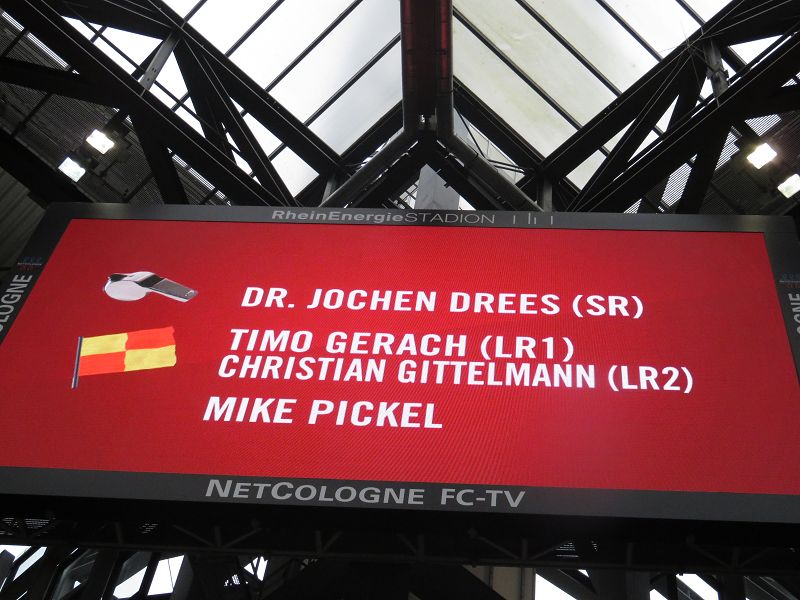 RheinEnergieSTADION
DR. JOCHEN DREES (SR)
TIMO GERACH (LR1)
CHRISTIAN GITTELMANN (LR2)
MIKE PICKEL
NETCOLOGNE FC-TV